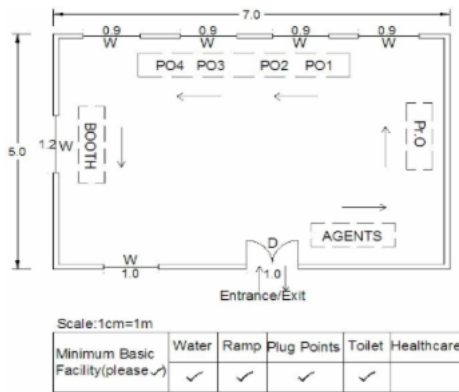 7.0
0.9 0.9 0.9 0.9
W W W W
PO4 PO3 PO2 PO1
5.0
1.2 W
BOOTH
Pr.O
AGENTS
W
1.0
D
1.0
Entrance/Exit
Scale:1cm=1m
Minimum Basic Facility(please ✓)
Water Ramp Plug Points Toilet Healthcare
✓ ✓ ✓ ✓